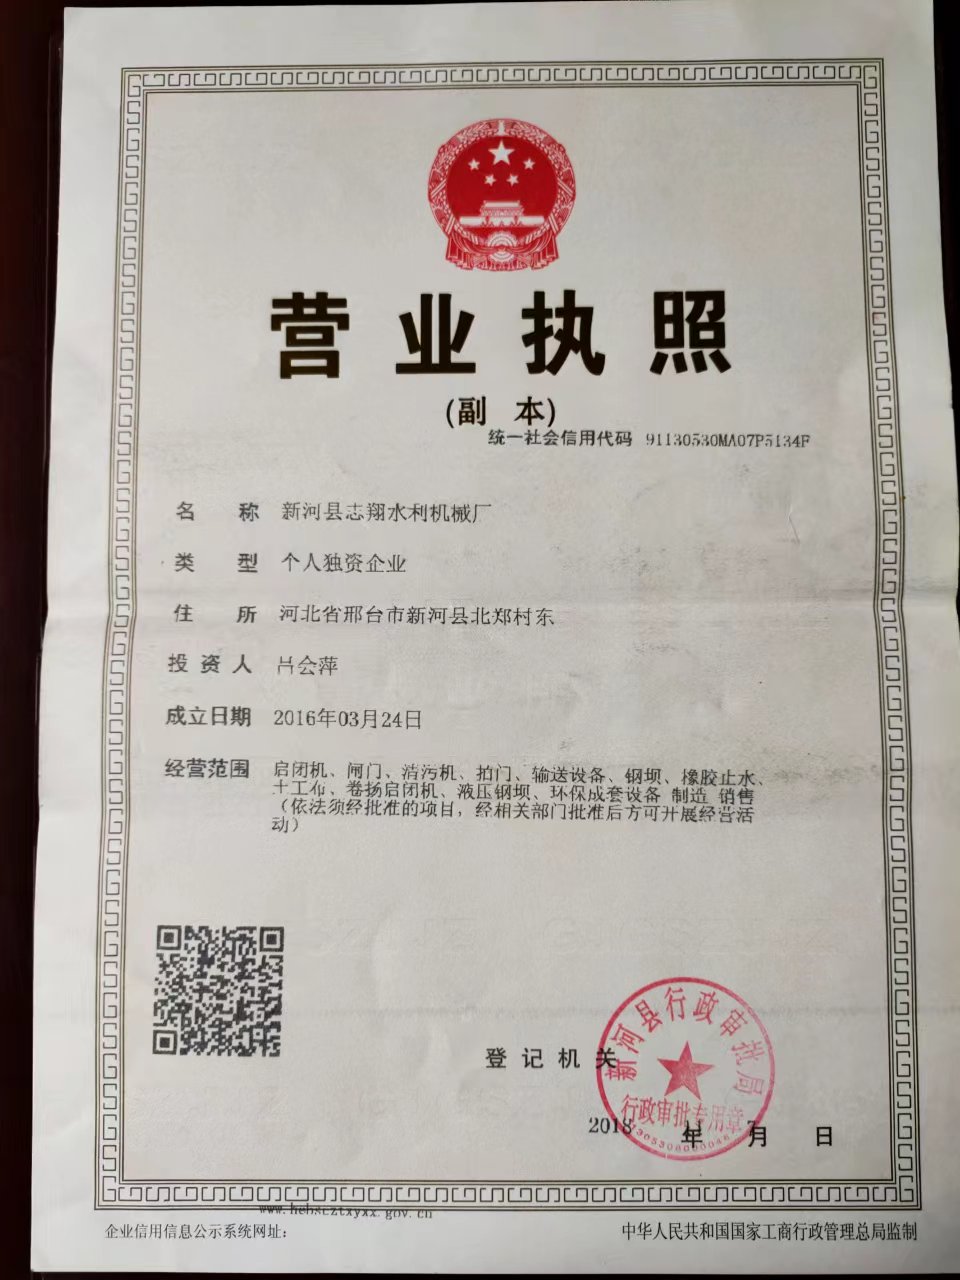 营业执照
(副 本)
统一社会信用代码 91130530MA07P5134F
名 称 新河县志翔水利机械厂
类 型 个人独资企业
住 所 河北省邢台市新河县北郑村东
投资人 吕会萍
成立日期 2016年03月24日
经营范围 启闭机、闸门、清污机、拍门、输送设备、钢坝、橡胶止水、
土工布、卷扬启闭机、液压钢坝、环保成套设备 制造 销售
（依法须经批准的项目，经相关部门批准后方可开展经营活
动）
新河县行政审批局
登记机关
行政审批专用章
2018 年 月 日
www.hebscztxyxx.gov.cn
企业信用信息公示系统网址：
中华人民共和国国家工商行政管理总局监制